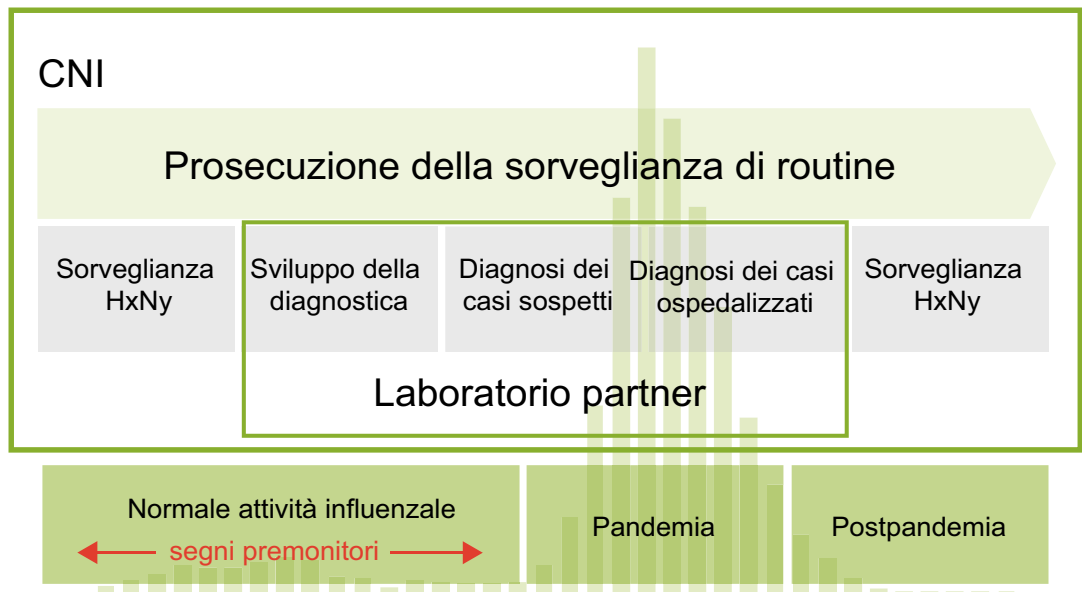 CNI
Prosecuzione della sorveglianza di routine
Sorveglianza
HxNy
Sviluppo della
diagnostica
Diagnosi dei
casi sospetti
Diagnosi dei casi
ospedalizzati
Sorveglianza
HxNy
Laboratorio partner
Normale attività influenzale
segni premonitori
Pandemia
Postpandemia